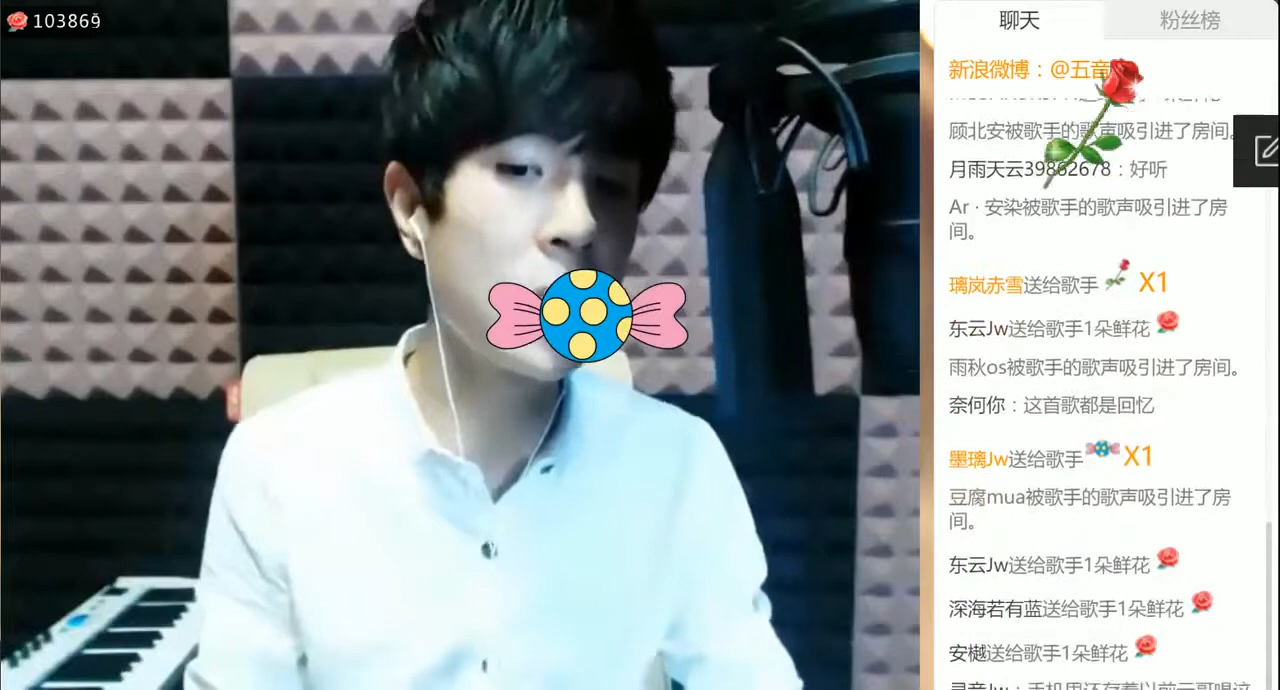 103869
聊天
粉丝榜
新浪微博：@五音
顾北安被歌手的歌声吸引进了房间。
月雨天云39862678：好听
Ar · 安染被歌手的歌声吸引进了房
间。
璃岚赤雪送给歌手 X1
东云Jw送给歌手1朵鲜花
雨秋os被歌手的歌声吸引进了房间。
奈何你：这首歌都是回忆
墨璃Jw送给歌手 X1
豆腐mua被歌手的歌声吸引进了房
间。
东云Jw送给歌手1朵鲜花
深海若有蓝送给歌手1朵鲜花
安樾送给歌手1朵鲜花